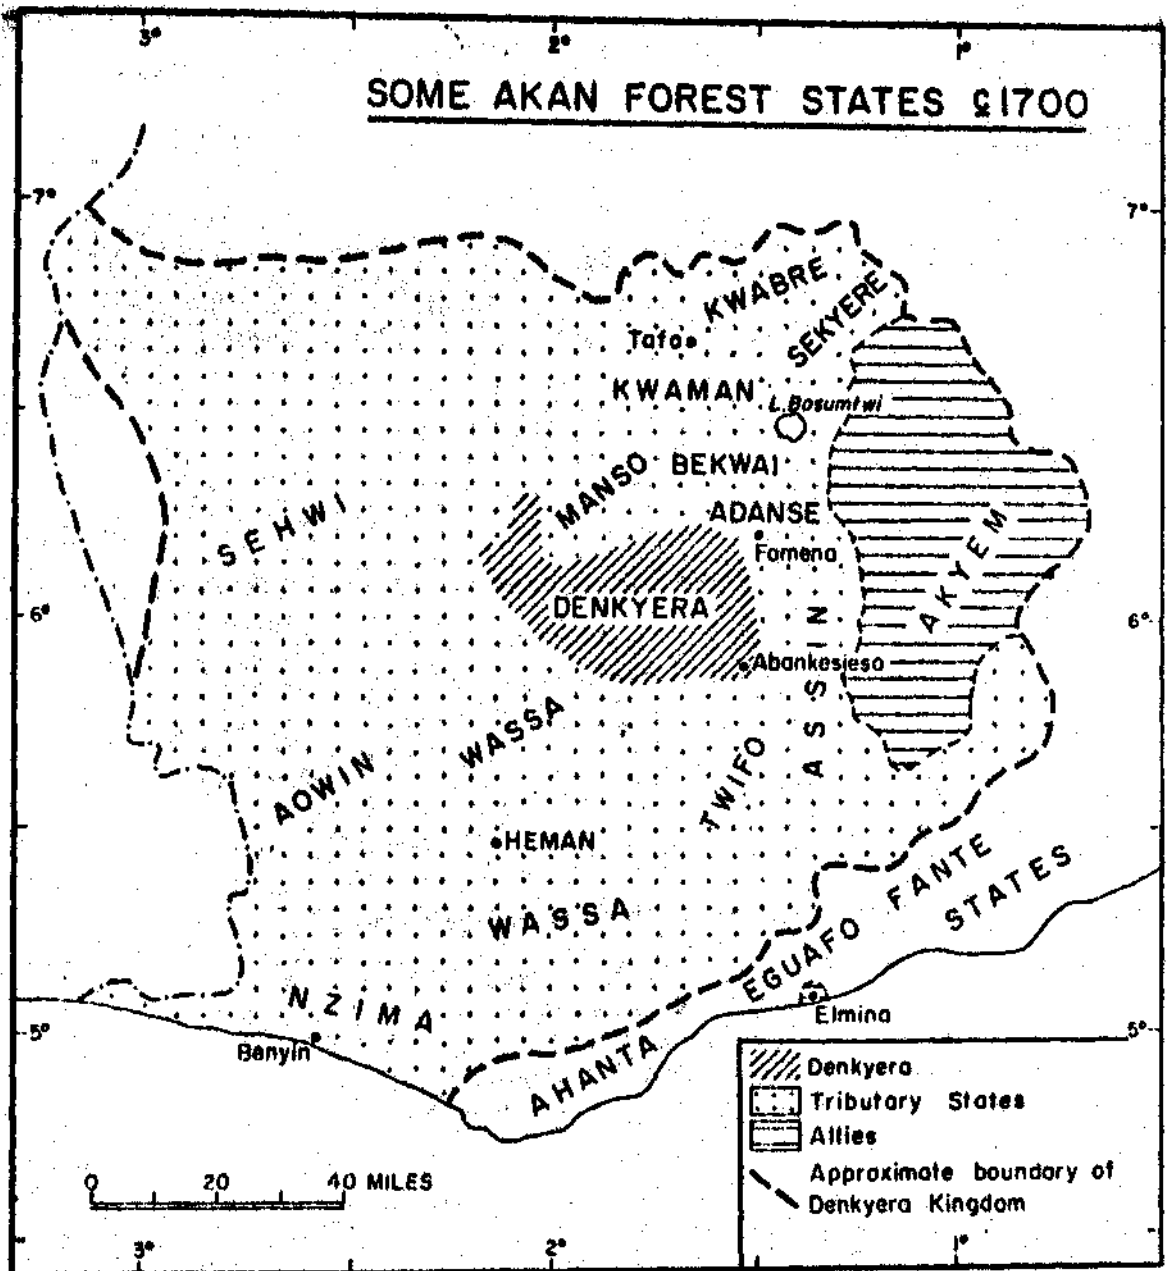 3° 2° 1°
SOME AKAN FOREST STATES c1700
7° 7°
KWABRE
SEKYERE
Tafo
KWAMAN
L. Bosumtwi
MANSO BEKWAI
SEHWI
ADANSE
Fomena
AKYEM
DENKYERA
6° 6°
Abankesieso
ASSIN
WASSA
TWIFO
AOWIN
HEMAN
FANTE
STATES
WASSA
EGUAFO
NZIMA
Elmina
5° 5°
Benyin
AHANTA
Denkyera
Tributary States
Allies
Approximate boundary of
Denkyera Kingdom
0 20 40 MILES
3° 2° 1°